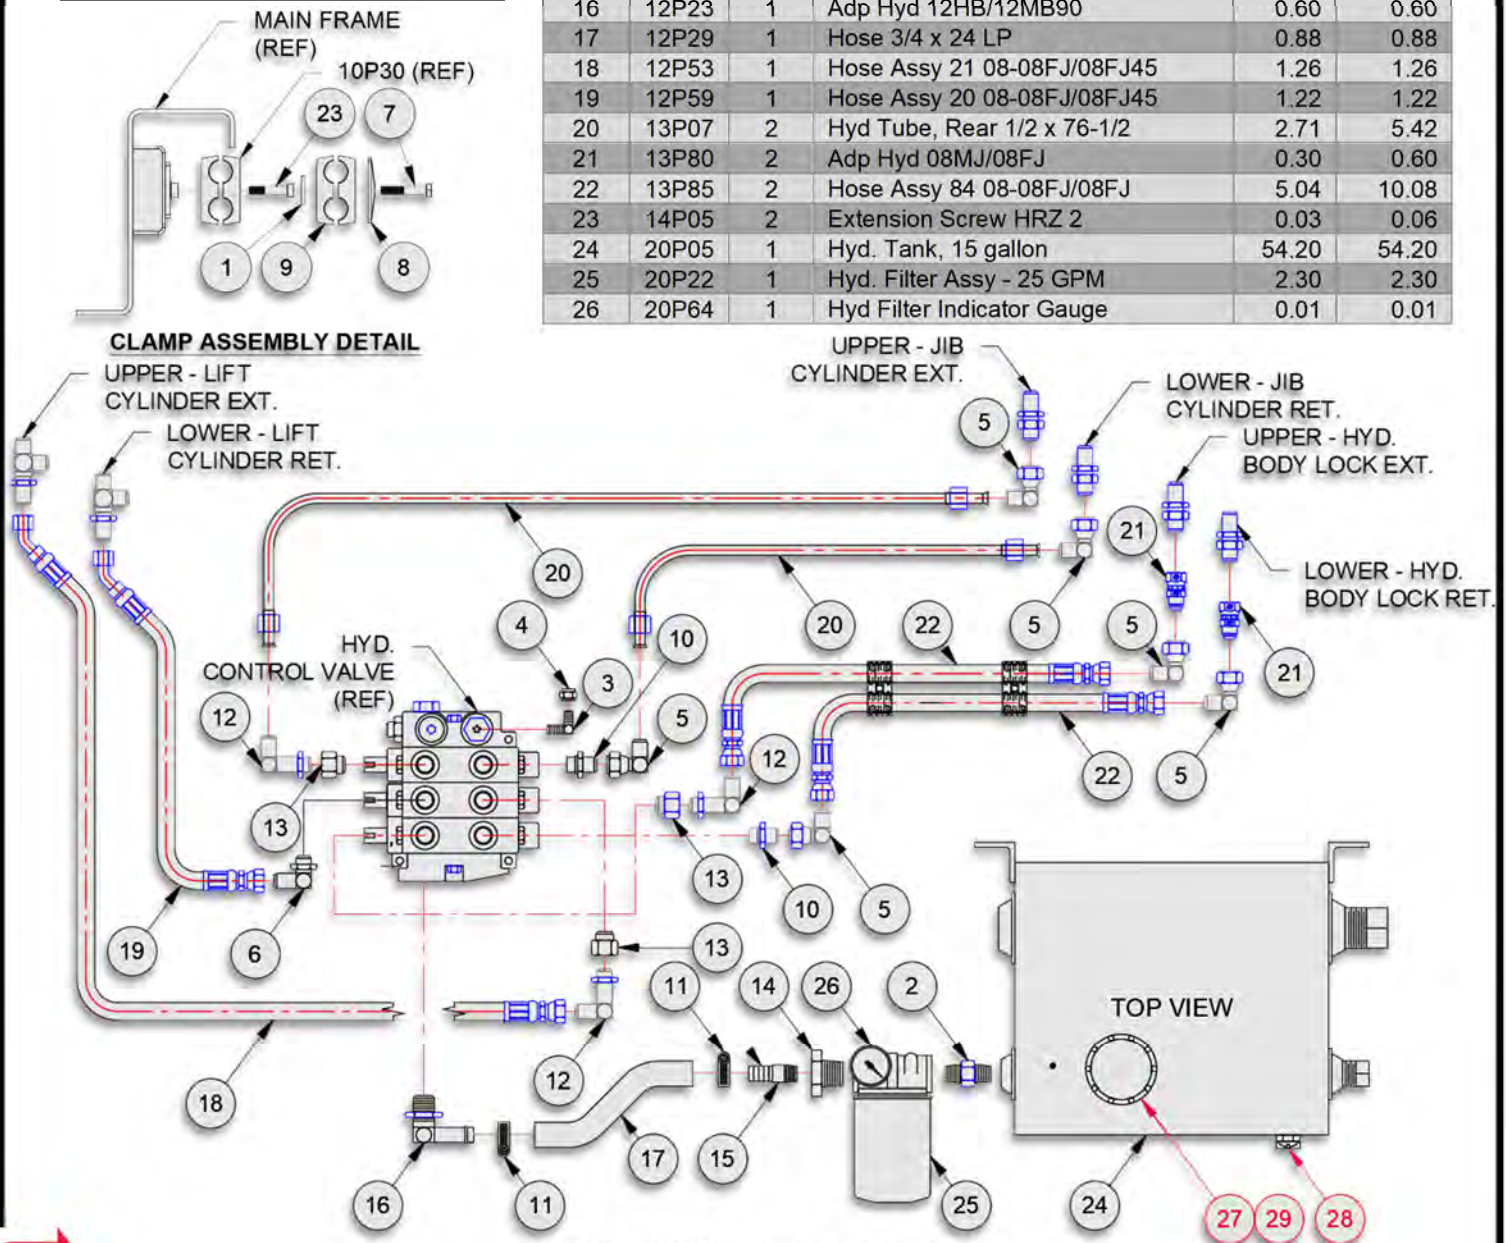 16 12P23 1 Adp Hyd 12HB/12MB90 0.60 0.60
17 12P29 1 Hose 3/4 x 24 LP 0.88 0.88
18 12P53 1 Hose Assy 21 08-08FJ/08FJ45 1.26 1.26
19 12P59 1 Hose Assy 20 08-08FJ/08FJ45 1.22 1.22
20 13P07 2 Hyd Tube, Rear 1/2 x 76-1/2 2.71 5.42
21 13P80 2 Adp Hyd 08MJ/08FJ 0.30 0.60
22 13P85 2 Hose Assy 84 08-08FJ/08FJ 5.04 10.08
23 14P05 2 Extension Screw HRZ 2 0.03 0.06
24 20P05 1 Hyd. Tank, 15 gallon 54.20 54.20
25 20P22 1 Hyd. Filter Assy - 25 GPM 2.30 2.30
26 20P64 1 Hyd Filter Indicator Gauge 0.01 0.01
MAIN FRAME
(REF)
10P30 (REF)
23 7
1 9 8
CLAMP ASSEMBLY DETAIL
UPPER - LIFT
CYLINDER EXT.
LOWER - LIFT
CYLINDER RET.
UPPER - JIB
CYLINDER EXT.
LOWER - JIB
CYLINDER RET.
UPPER - HYD.
BODY LOCK EXT.
LOWER - HYD.
BODY LOCK RET.
5
21
20
4
20
22
5
5
10
21
HYD.
CONTROL VALVE
(REF)
3
12
5
12
22
5
13
13
10
5
19
6
13
11
14
26
2
TOP VIEW
18
12
17
15
16
11
25
24
27
29
28